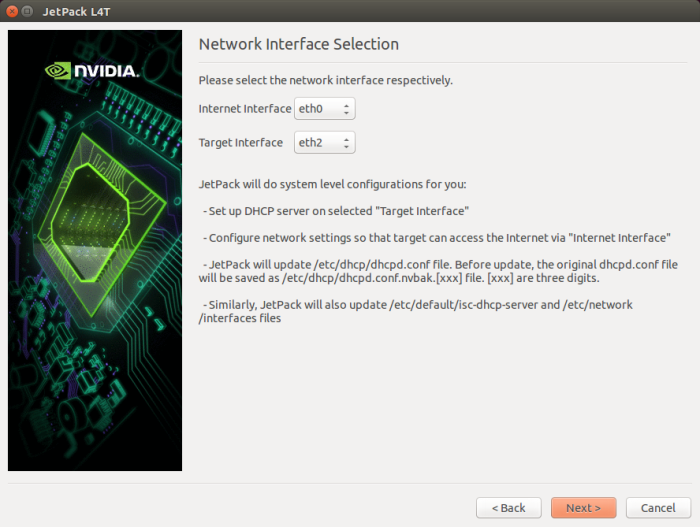 JetPack L4T
NVIDIA.
Network Interface Selection
Please select the network interface respectively.
Internet Interface eth0
Target Interface eth2
JetPack will do system level configurations for you:
- Set up DHCP server on selected "Target Interface"
- Configure network settings so that target can access the Internet via "Internet Interface"
- JetPack will update /etc/dhcp/dhcpd.conf file. Before update, the original dhcpd.conf file
will be saved as /etc/dhcp/dhcpd.conf.nvbak.[xxx] file. [xxx] are three digits.
- Similarly, JetPack will also update /etc/default/isc-dhcp-server and /etc/network
/interfaces files
< Back Next > Cancel